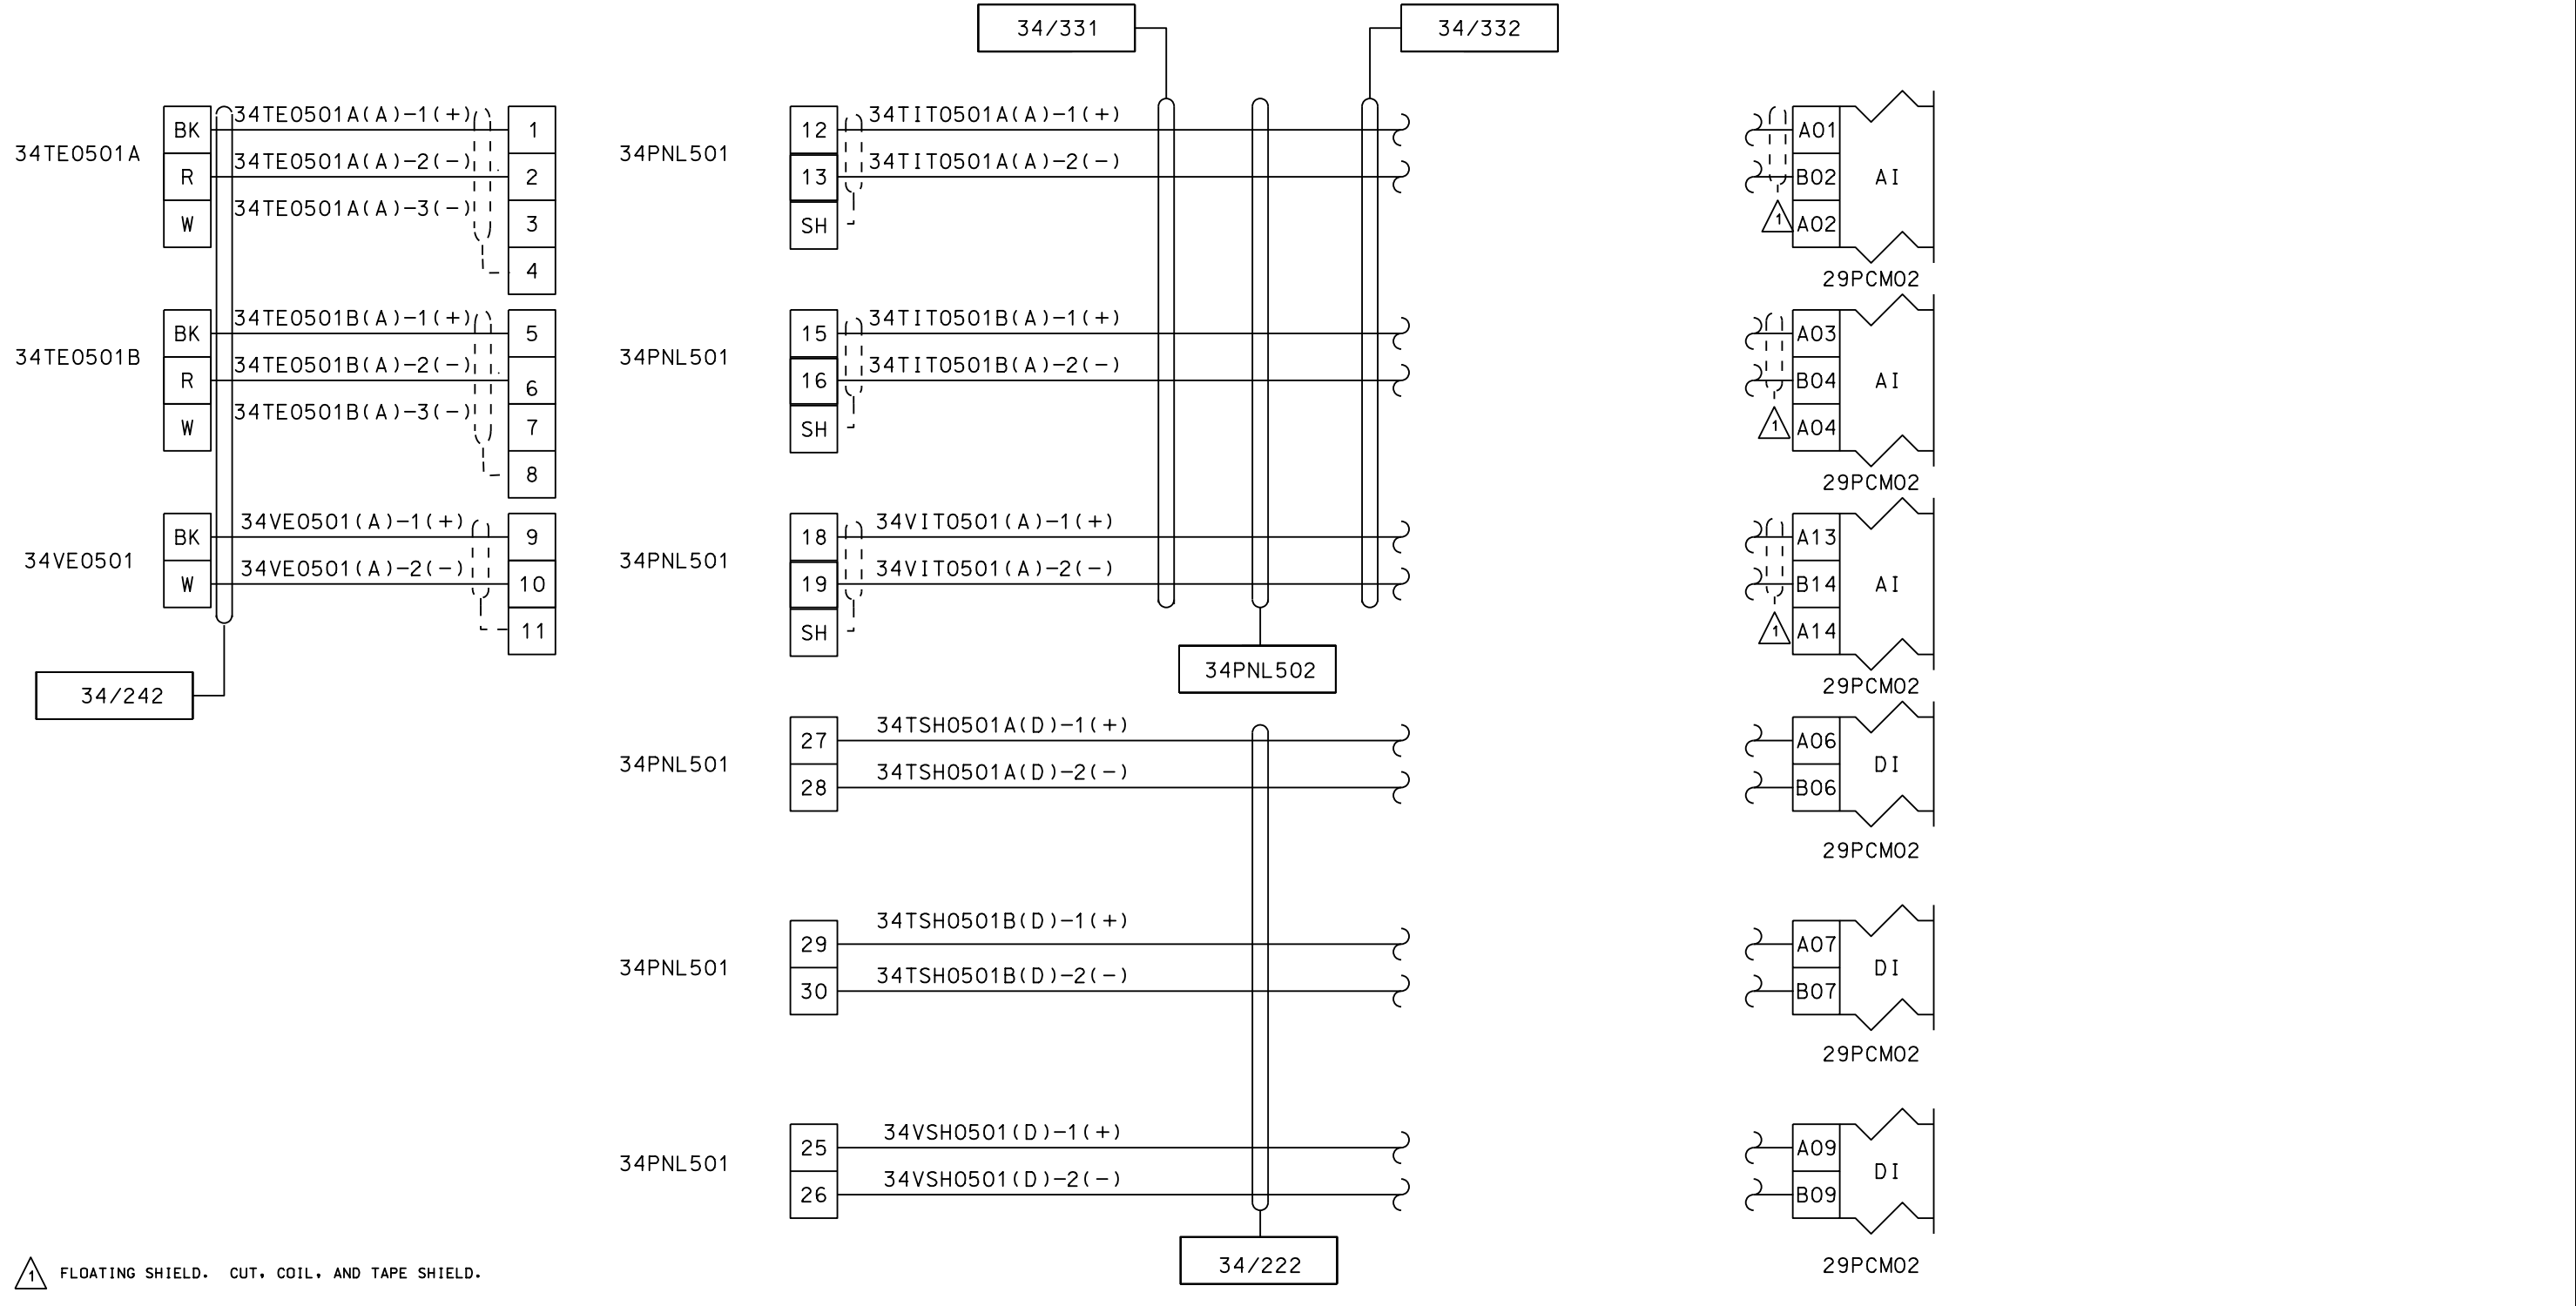 34/331
34/332
34TE0501A
BK
34TE0501A(A)-1(+)
1
R
34TE0501A(A)-2(-)
2
W
34TE0501A(A)-3(-)
3
4
34PNL501
12
34TIT0501A(A)-1(+)
13
34TIT0501A(A)-2(-)
SH
A01
B02
1
A02
AI
29PCM02
34TE0501B
BK
34TE0501B(A)-1(+)
5
R
34TE0501B(A)-2(-)
6
W
34TE0501B(A)-3(-)
7
8
34PNL501
15
34TIT0501B(A)-1(+)
16
34TIT0501B(A)-2(-)
SH
A03
B04
1
A04
AI
29PCM02
34VE0501
BK
34VE0501(A)-1(+)
9
W
34VE0501(A)-2(-)
10
11
34PNL501
18
34VIT0501(A)-1(+)
19
34VIT0501(A)-2(-)
SH
A13
B14
1
A14
AI
29PCM02
34/242
34PNL502
34PNL501
27
34TSH0501A(D)-1(+)
28
34TSH0501A(D)-2(-)
A06
B06
DI
29PCM02
34PNL501
29
34TSH0501B(D)-1(+)
30
34TSH0501B(D)-2(-)
A07
B07
DI
29PCM02
34PNL501
25
34VSH0501(D)-1(+)
26
34VSH0501(D)-2(-)
A09
B09
DI
29PCM02
34/222
1 FLOATING SHIELD. CUT, COIL, AND TAPE SHIELD.